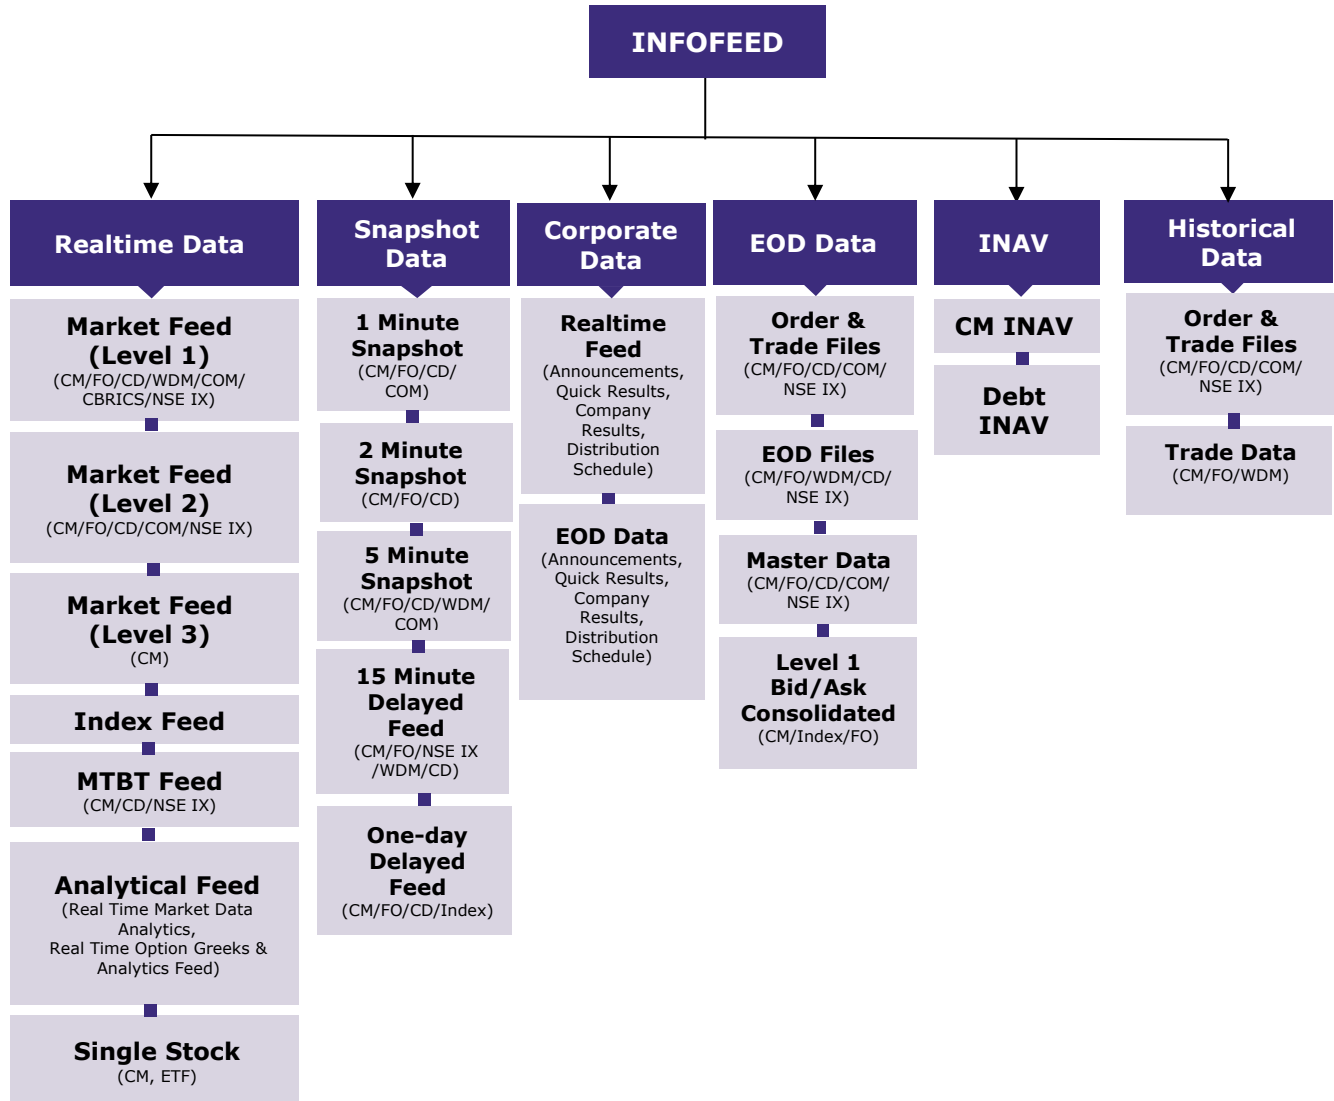 INFOFEED
Realtime Data
Market Feed
(Level 1)
(CM/FO/CD/WDM/COM/
CBRICS/NSE IX)
Market Feed
(Level 2)
(CM/FO/CD/COM/NSE IX)
Market Feed
(Level 3)
(CM)
Index Feed
MTBT Feed
(CM/CD/NSE IX)
Analytical Feed
(Real Time Market Data
Analytics,
Real Time Option Greeks &
Analytics Feed)
Single Stock
(CM, ETF)
Snapshot
Data
1 Minute
Snapshot
(CM/FO/CD/
COM)
2 Minute
Snapshot
(CM/FO/CD)
5 Minute
Snapshot
(CM/FO/CD/WDM/
COM)
15 Minute
Delayed
Feed
(CM/FO/NSE IX
/WDM/CD)
One-day
Delayed
Feed
(CM/FO/CD/Index)
Corporate
Data
Realtime
Feed
(Announcements,
Quick Results,
Company
Results,
Distribution
Schedule)
EOD Data
(Announcements,
Quick Results,
Company
Results,
Distribution
Schedule)
EOD Data
Order &
Trade Files
(CM/FO/CD/COM/
NSE IX)
EOD Files
(CM/FO/WDM/CD/
NSE IX)
Master Data
(CM/FO/CD/COM/
NSE IX)
Level 1
Bid/Ask
Consolidated
(CM/Index/FO)
INAV
CM INAV
Debt
INAV
Historical
Data
Order &
Trade Files
(CM/FO/CD/COM/
NSE IX)
Trade Data
(CM/FO/WDM)